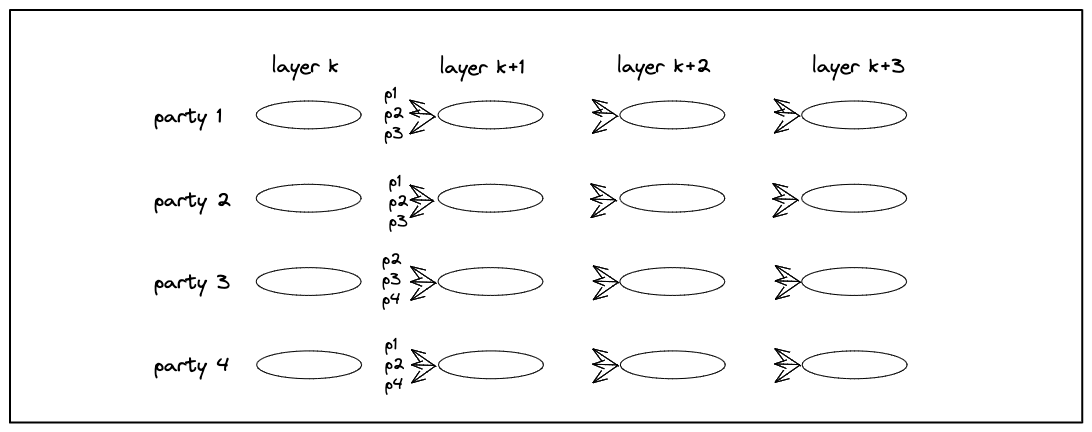 layer k
layer k+1
layer k+2
layer k+3
party 1
p1
p2
p3
party 2
p1
p2
p3
party 3
p2
p3
p4
party 4
p1
p2
p4